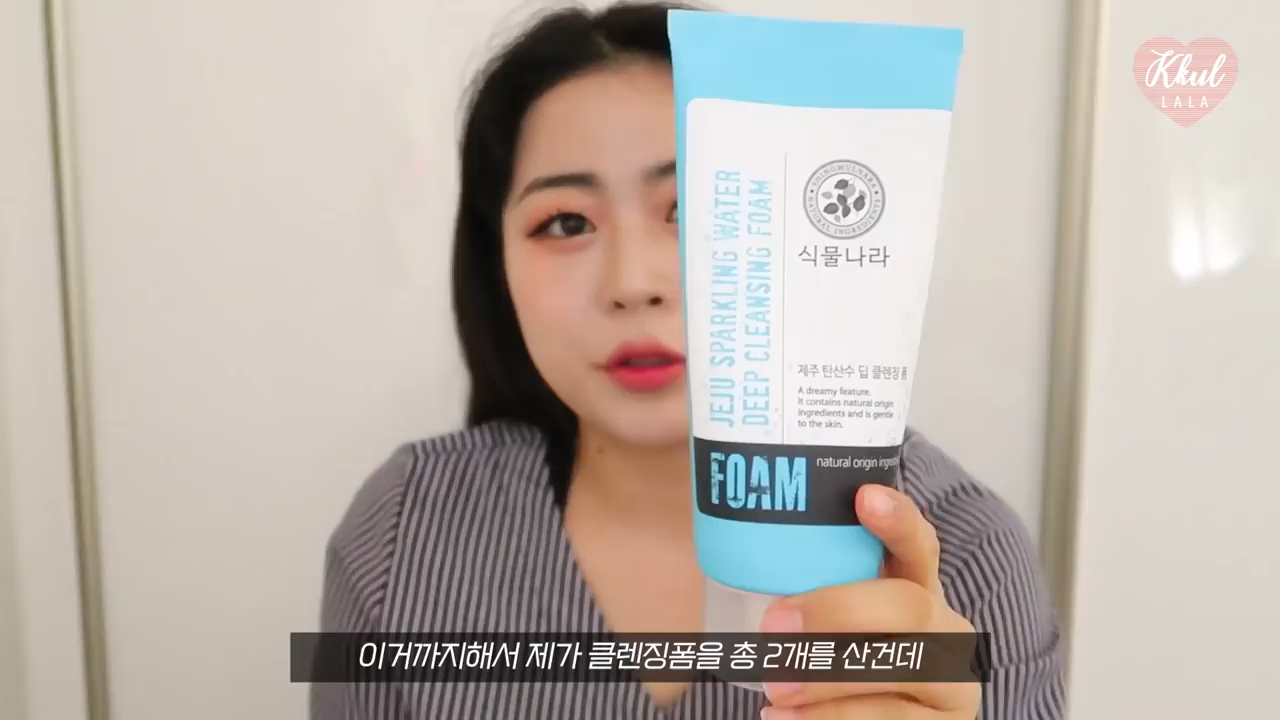 Kkul
LALA
SHINGMULNARA
NATURAL INGREDIENTS
식물나라
JEJU SPARKLING WATER
DEEP CLEANSING FOAM
제주 탄산수 딥 클렌징 폼
A dreamy feature.
It contains natural origin
ingredients and is gentle
to the skin.
FOAM
natural origin
이거까지해서 제가 클렌징폼을 총 2개를 산건데